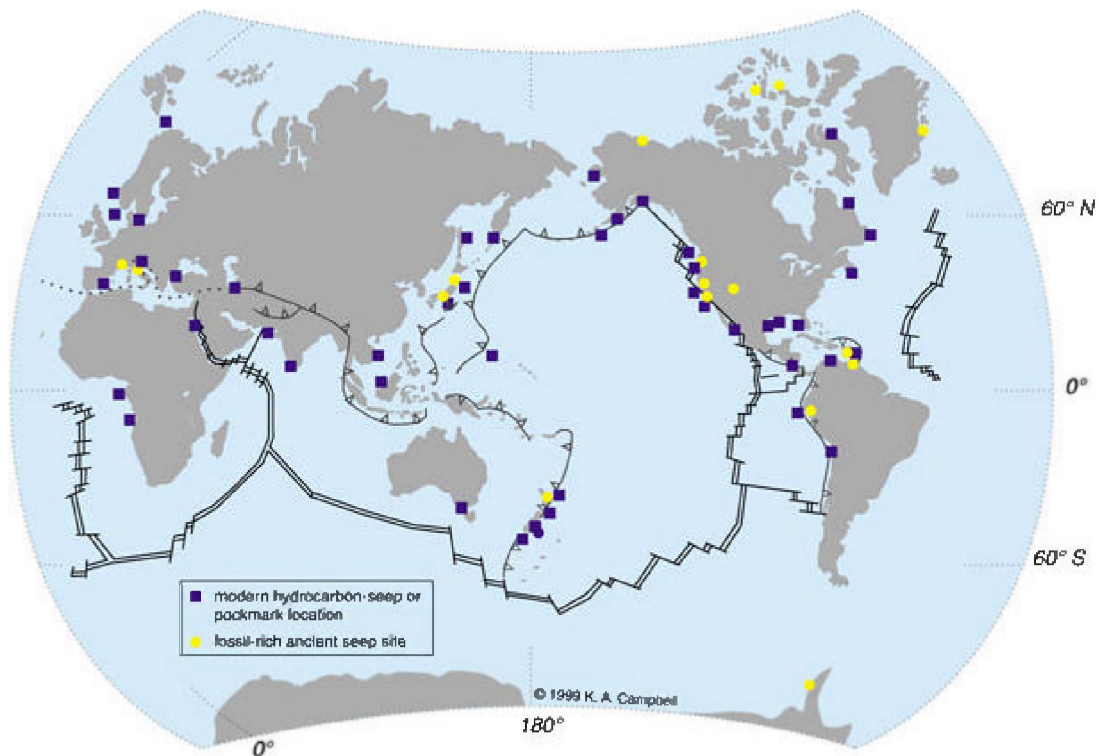 60° N
0°
60° S
modern hydrocarbon-seep or
pockmark location
fossil-rich ancient seep site
© 1999 K. A. Campbell
180°
0°